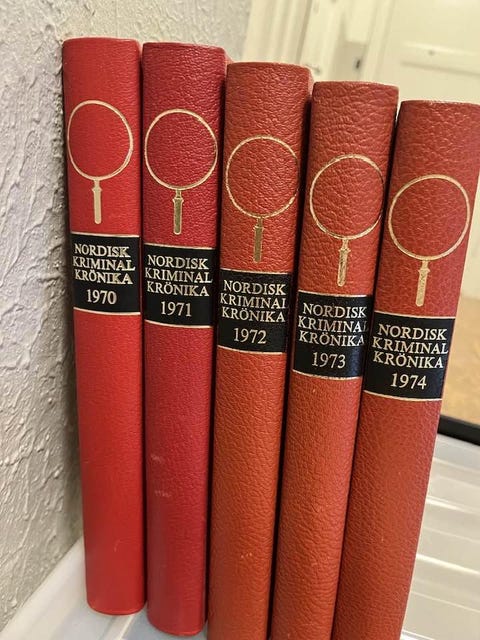 NORDISK
KRIMINAL
KRÖNIKA
1970
NORDISK
KRIMINAL
KRÖNIKA
1971
NORDISK
KRIMINAL
KRÖNIKA
1972
NORDISK
KRIMINAL
KRÖNIKA
1973
NORDISK
KRIMINAL
KRÖNIKA
1974